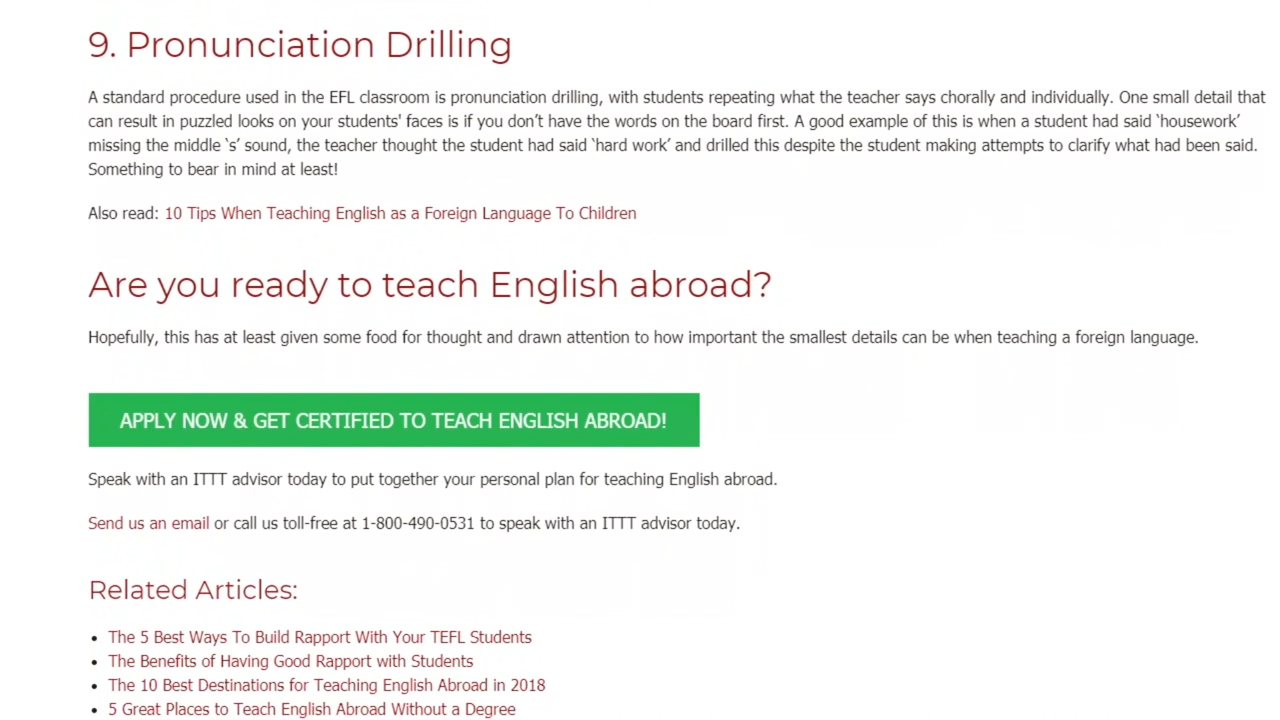 9. Pronunciation Drilling
A standard procedure used in the EFL classroom is pronunciation drilling, with students repeating what the teacher says chorally and individually. One small detail that
can result in puzzled looks on your students' faces is if you don’t have the words on the board first. A good example of this is when a student had said ‘housework’
missing the middle ‘s’ sound, the teacher thought the student had said ‘hard work’ and drilled this despite the student making attempts to clarify what had been said.
Something to bear in mind at least!
Also read: 10 Tips When Teaching English as a Foreign Language To Children
Are you ready to teach English abroad?
Hopefully, this has at least given some food for thought and drawn attention to how important the smallest details can be when teaching a foreign language.
APPLY NOW & GET CERTIFIED TO TEACH ENGLISH ABROAD!
Speak with an ITTT advisor today to put together your personal plan for teaching English abroad.
Send us an email or call us toll-free at 1-800-490-0531 to speak with an ITTT advisor today.
Related Articles:
• The 5 Best Ways To Build Rapport With Your TEFL Students
• The Benefits of Having Good Rapport with Students
• The 10 Best Destinations for Teaching English Abroad in 2018
• 5 Great Places to Teach English Abroad Without a Degree